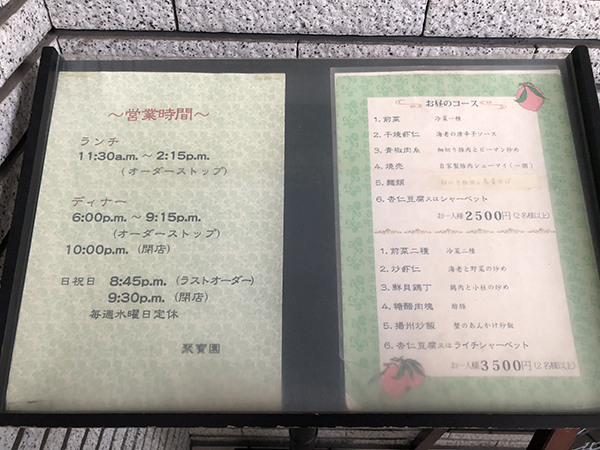 〜営業時間〜
ランチ
11:30a.m.〜2:15p.m.
(オーダーストップ)
ディナー
6:00p.m.〜9:15p.m.
(オーダーストップ)
10:00p.m.(閉店)
日祝日 8:45p.m.(ラストオーダー)
9:30p.m.(閉店)
毎週水曜日定休
聚寳園
お昼のコース
1.前菜 冷菜一種
2.干焼虾仁 海老の唐辛子ソース
3.青椒肉糸 細切り豚肉とピーマン炒め
4.焼売 自家製豚肉シューマイ(一個)
5.麺類
6.杏仁豆腐又はシャーベット
お一人様2500円(2名様以上)
1.前菜二種 冷菜二種
2.炒虾仁 海老と野菜の炒め
3.鮮貝鶏丁 鶏肉と小柱の炒め
4.糖醋肉塊 酢豚
5.揚州炒飯 蟹のあんかけ炒飯
6.杏仁豆腐又はライチシャーベット
お一人様3500円(2名様以上)